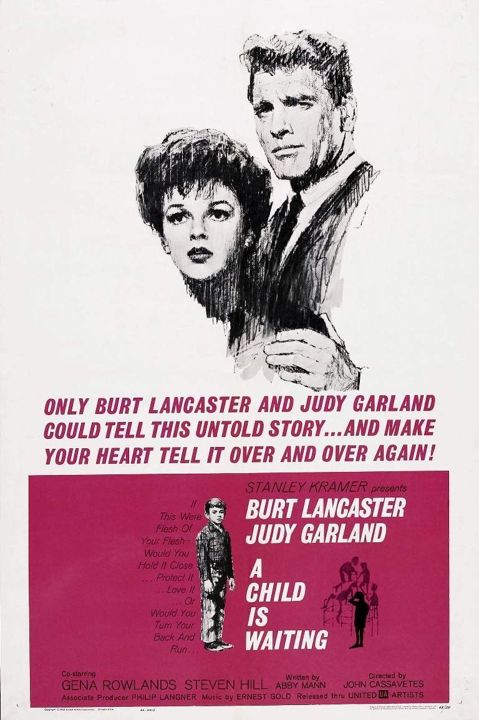 ONLY BURT LANCASTER AND JUDY GARLAND
COULD TELL THIS UNTOLD STORY...AND MAKE
YOUR HEART TELL IT OVER AND OVER AGAIN!
If
This Were
Flesh Of
Your Flesh–
Would You
Hold It Close
...Protect It
...Love It
...Or
Would You
Turn Your
Back And
Run...
STANLEY KRAMER presents
BURT LANCASTER
JUDY GARLAND
A
CHILD
IS
WAITING
Co-starring
GENA ROWLANDS STEVEN HILL
Written by
ABBY MANN
Directed by
JOHN CASSAVETES
Associate Producer PHILIP LANGNER Music by ERNEST GOLD Released thru UNITED UA ARTISTS